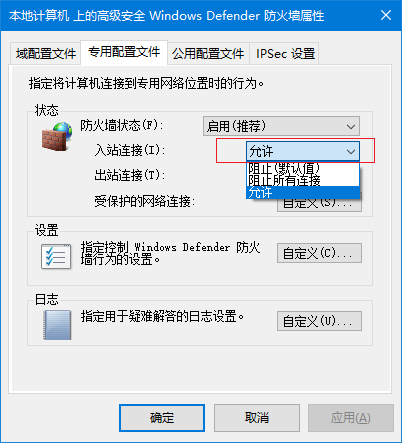 本地计算机 上的高级安全 Windows Defender 防火墙属性
域配置文件 专用配置文件 公用配置文件 IPSec 设置
指定将计算机连接到专用网络位置时的行为。
状态
防火墙状态(F): 启用(推荐)
入站连接(I): 允许
阻止(默认值)
出站连接(T): 阻止所有连接
允许
受保护的网络连接: 自定义(S)...
设置
指定控制 Windows Defender 防火
墙行为的设置。
自定义(C)...
日志
指定用于疑难解答的日志设置。 自定义(U)...
确定 取消 应用(A)